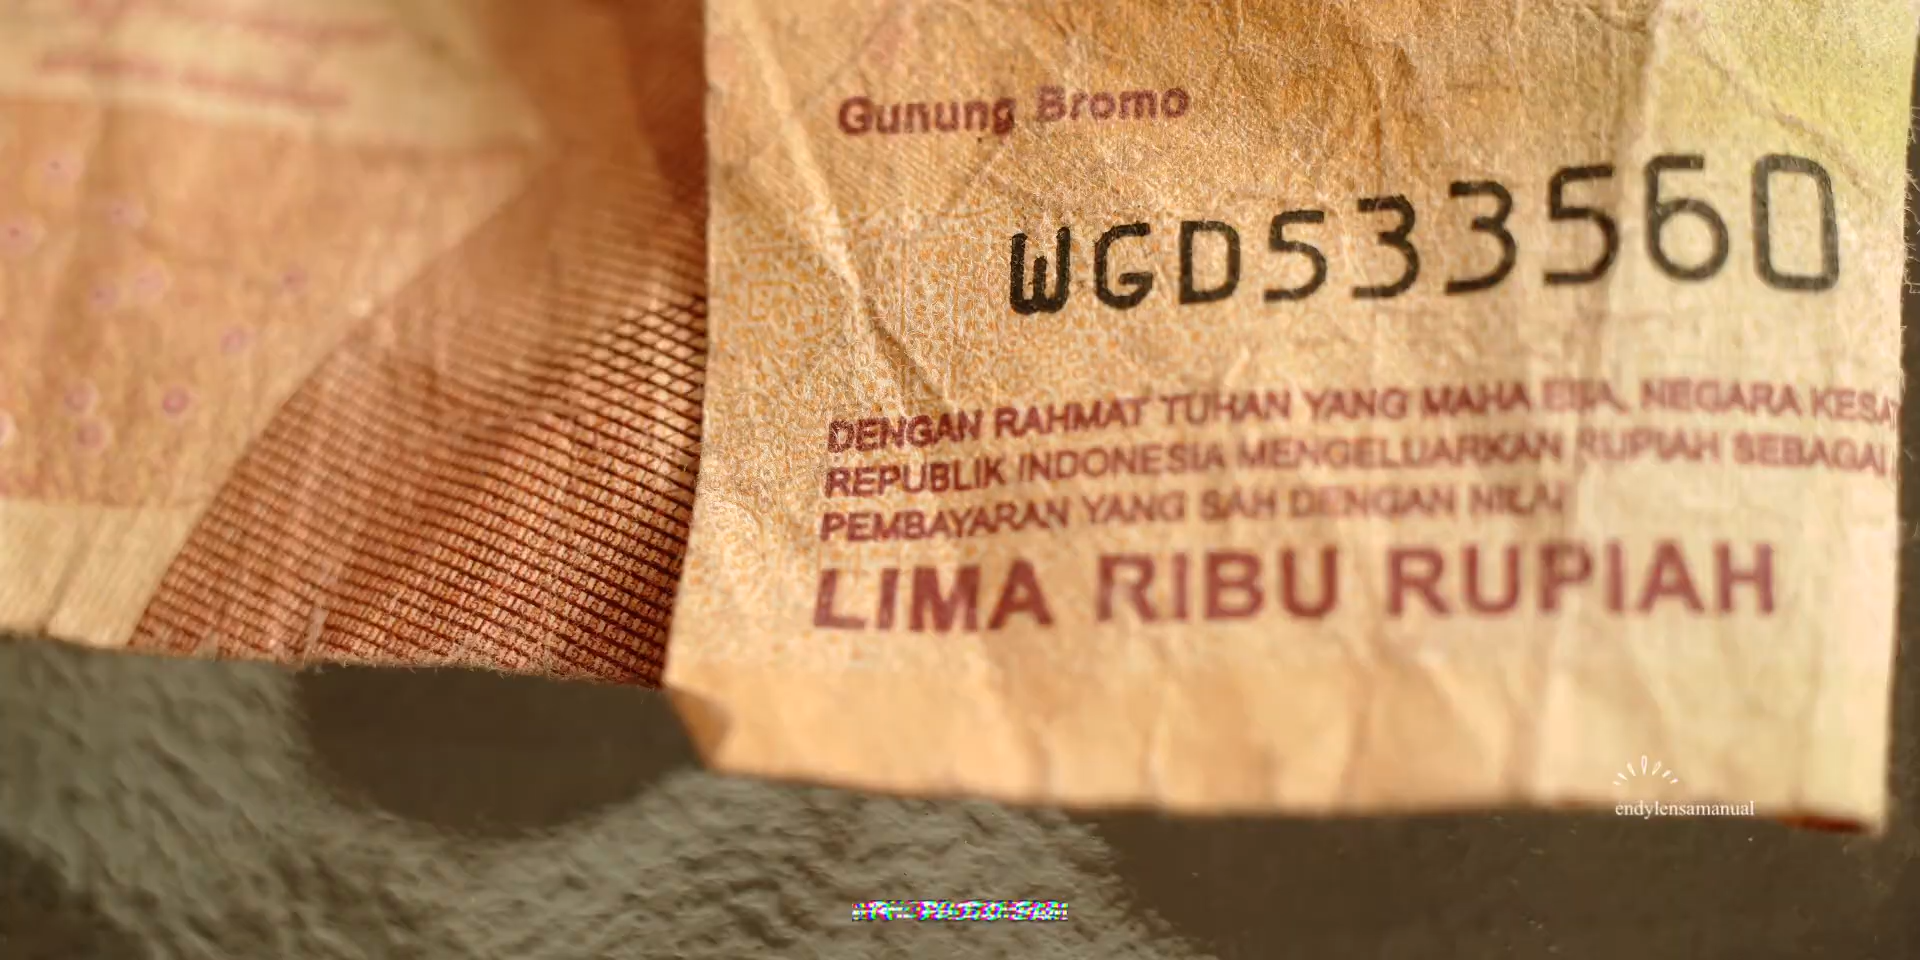 Gunung Bromo
WGD533560
DENGAN RAHMAT TUHAN YANG MAHA ESA, NEGARA KESA
REPUBLIK INDONESIA MENGELUARKAN RUPIAH SEBAGAI
PEMBAYARAN YANG SAH DENGAN NILAI
LIMA RIBU RUPIAH
endylensamanual